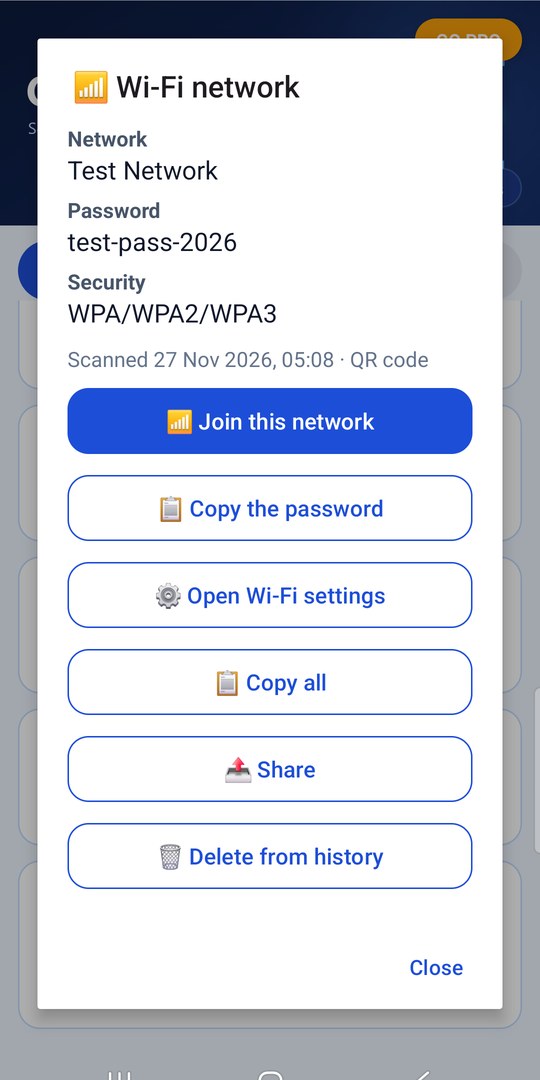 Wi-Fi network
Network
Test Network
Password
test-pass-2026
Security
WPA/WPA2/WPA3
Scanned 27 Nov 2026, 05:08 · QR code
Join this network
Copy the password
Open Wi-Fi settings
Copy all
Share
Delete from history
Close